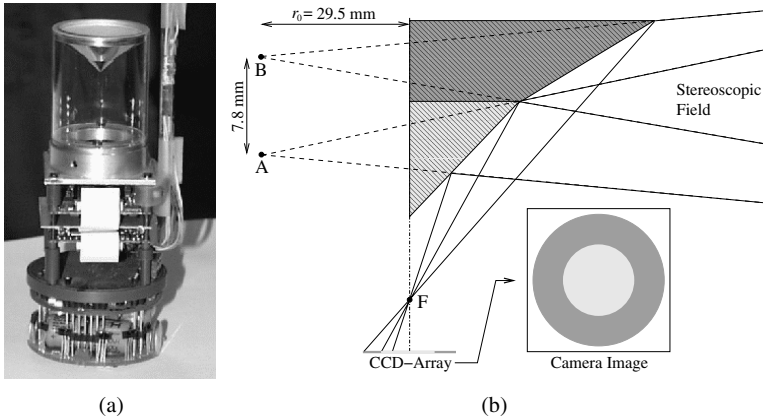 r₀ = 29.5 mm
B
7.8 mm
A
Stereoscopic
Field
F
CCD–Array
Camera Image
(a)
(b)